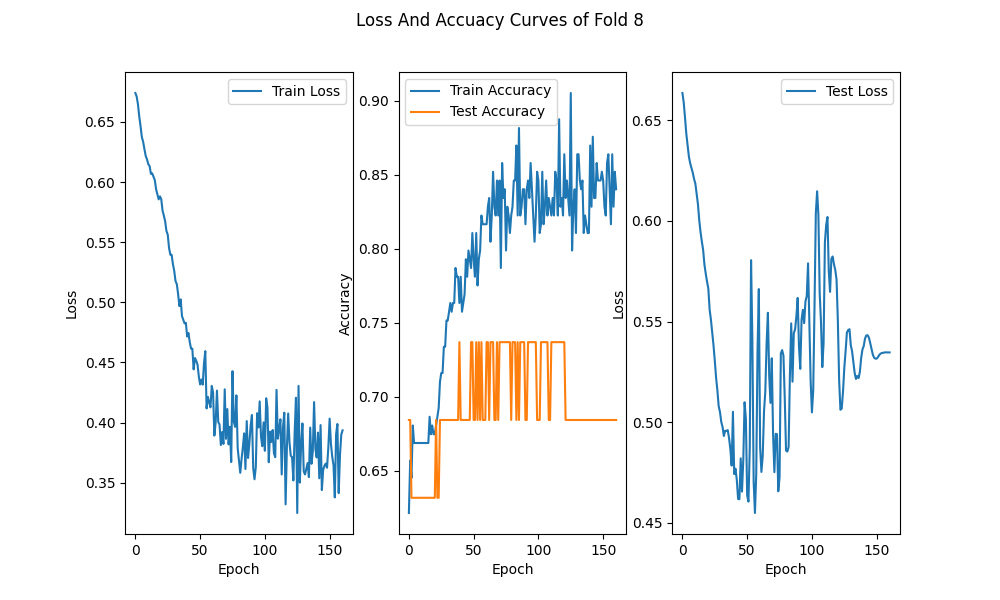 Loss And Accuacy Curves of Fold 8
Train Loss
0.65
0.60
0.55
0.50
0.45
0.40
0.35
Loss
0 50 100 150
Epoch
Train Accuracy
Test Accuracy
0.90
0.85
0.80
0.75
0.70
0.65
Accuracy
0 50 100 150
Epoch
Test Loss
0.65
0.60
0.55
0.50
0.45
Loss
0 50 100 150
Epoch